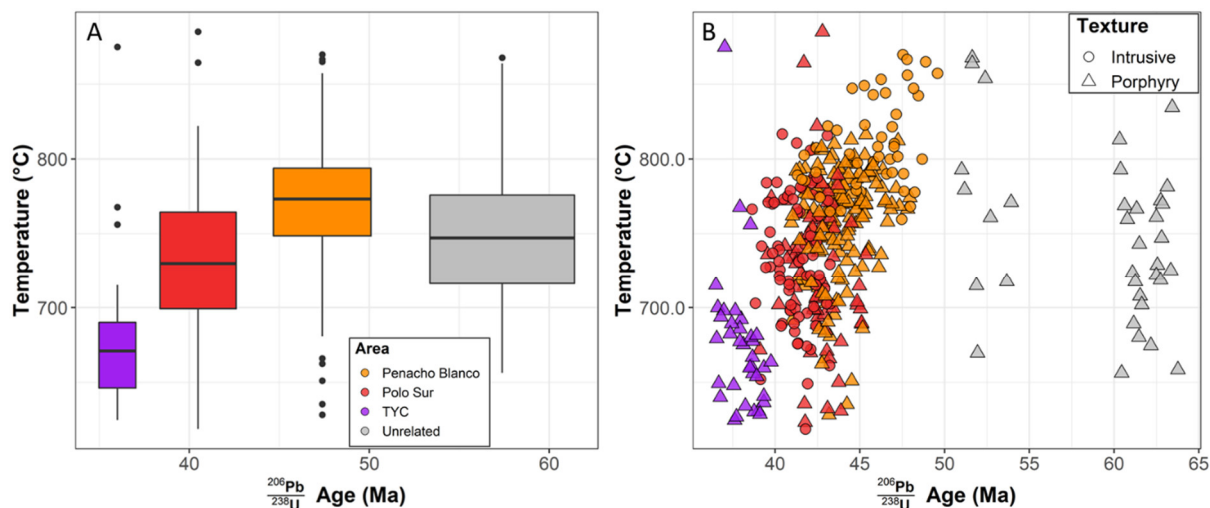 A
Temperature (°C)
800
700
40
50
60
206Pb
238U
Age (Ma)
Area
Penacho Blanco
Polo Sur
TYC
Unrelated
B
Temperature (°C)
800.0
700.0
40
45
50
55
60
65
206Pb
238U
Age (Ma)
Texture
Intrusive
Porphyry